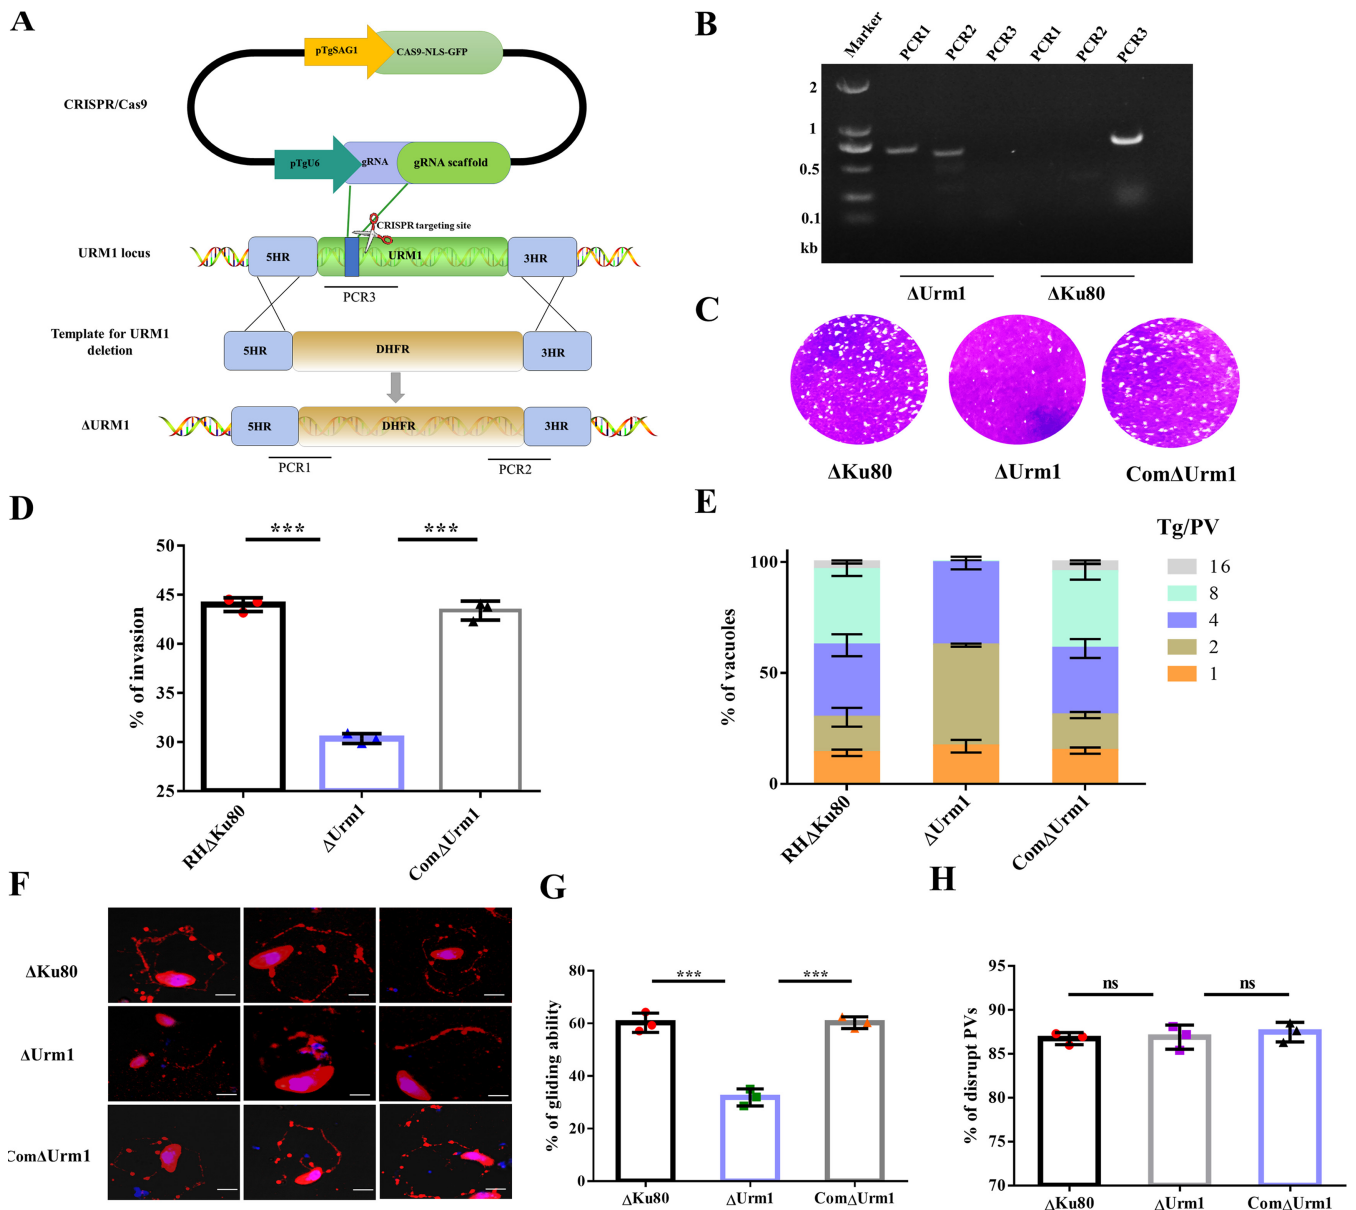 A
pTgSAG1
CAS9-NLS-GFP
CRISPR/Cas9
pTgU6
gRNA
gRNA scaffold
CRISPR targeting site
URM1 locus
5HR
URM1
3HR
PCR3
Template for URM1
deletion
5HR
DHFR
3HR
ΔURM1
5HR
DHFR
3HR
PCR1
PCR2
B
Marker
PCR1
PCR2
PCR3
PCR1
PCR2
PCR3
2
1
0.5
0.1
kb
ΔUrm1
ΔKu80
C
ΔKu80
ΔUrm1
ComΔUrm1
D
***
***
% of invasion
50
45
40
35
30
25
RHΔKu80
ΔUrm1
ComΔUrm1
E
Tg/PV
16
8
4
2
1
% of vacuoles
100
50
0
RHΔKu80
ΔUrm1
ComΔUrm1
F
ΔKu80
ΔUrm1
ComΔUrm1
G
***
***
% of gliding ability
80
60
40
20
0
ΔKu80
ΔUrm1
ComΔUrm1
H
ns
ns
% of disrupt PVs
95
90
85
80
75
70
ΔKu80
ΔUrm1
ComΔUrm1